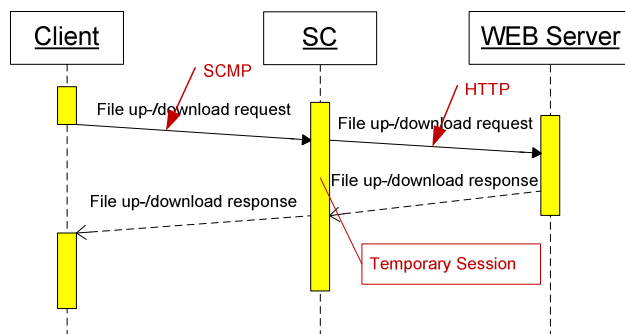 Client
SC
WEB Server
SCMP
HTTP
File up-/download request
File up-/download request
File up-/download response
File up-/download response
Temporary Session